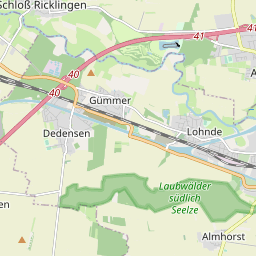 Schloß Ricklingen
41
41
40
40
Gümmer
Dedensen
Lohnde
Laubwälder
südlich
Seelze
Almhorst